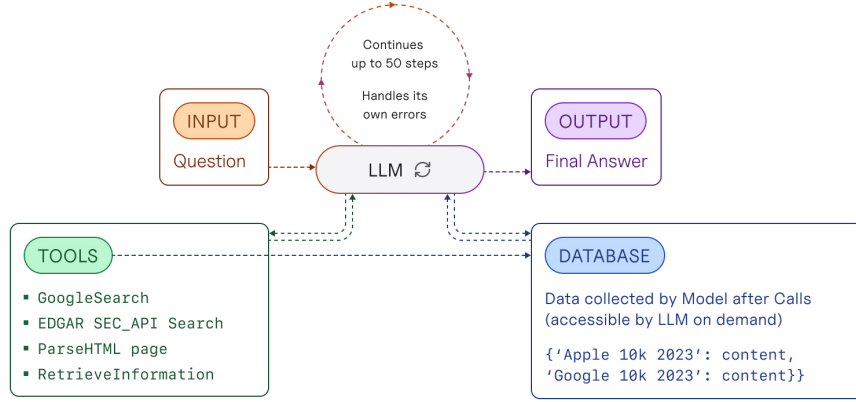 Continues
up to 50 steps
Handles its
own errors
INPUT
Question
LLM
OUTPUT
Final Answer
TOOLS
▪ GoogleSearch
▪ EDGAR SEC_API Search
▪ ParseHTML page
▪ RetrieveInformation
DATABASE
Data collected by Model after Calls
(accessible by LLM on demand)
{‘Apple 10k 2023’: content,
‘Google 10k 2023’: content}}